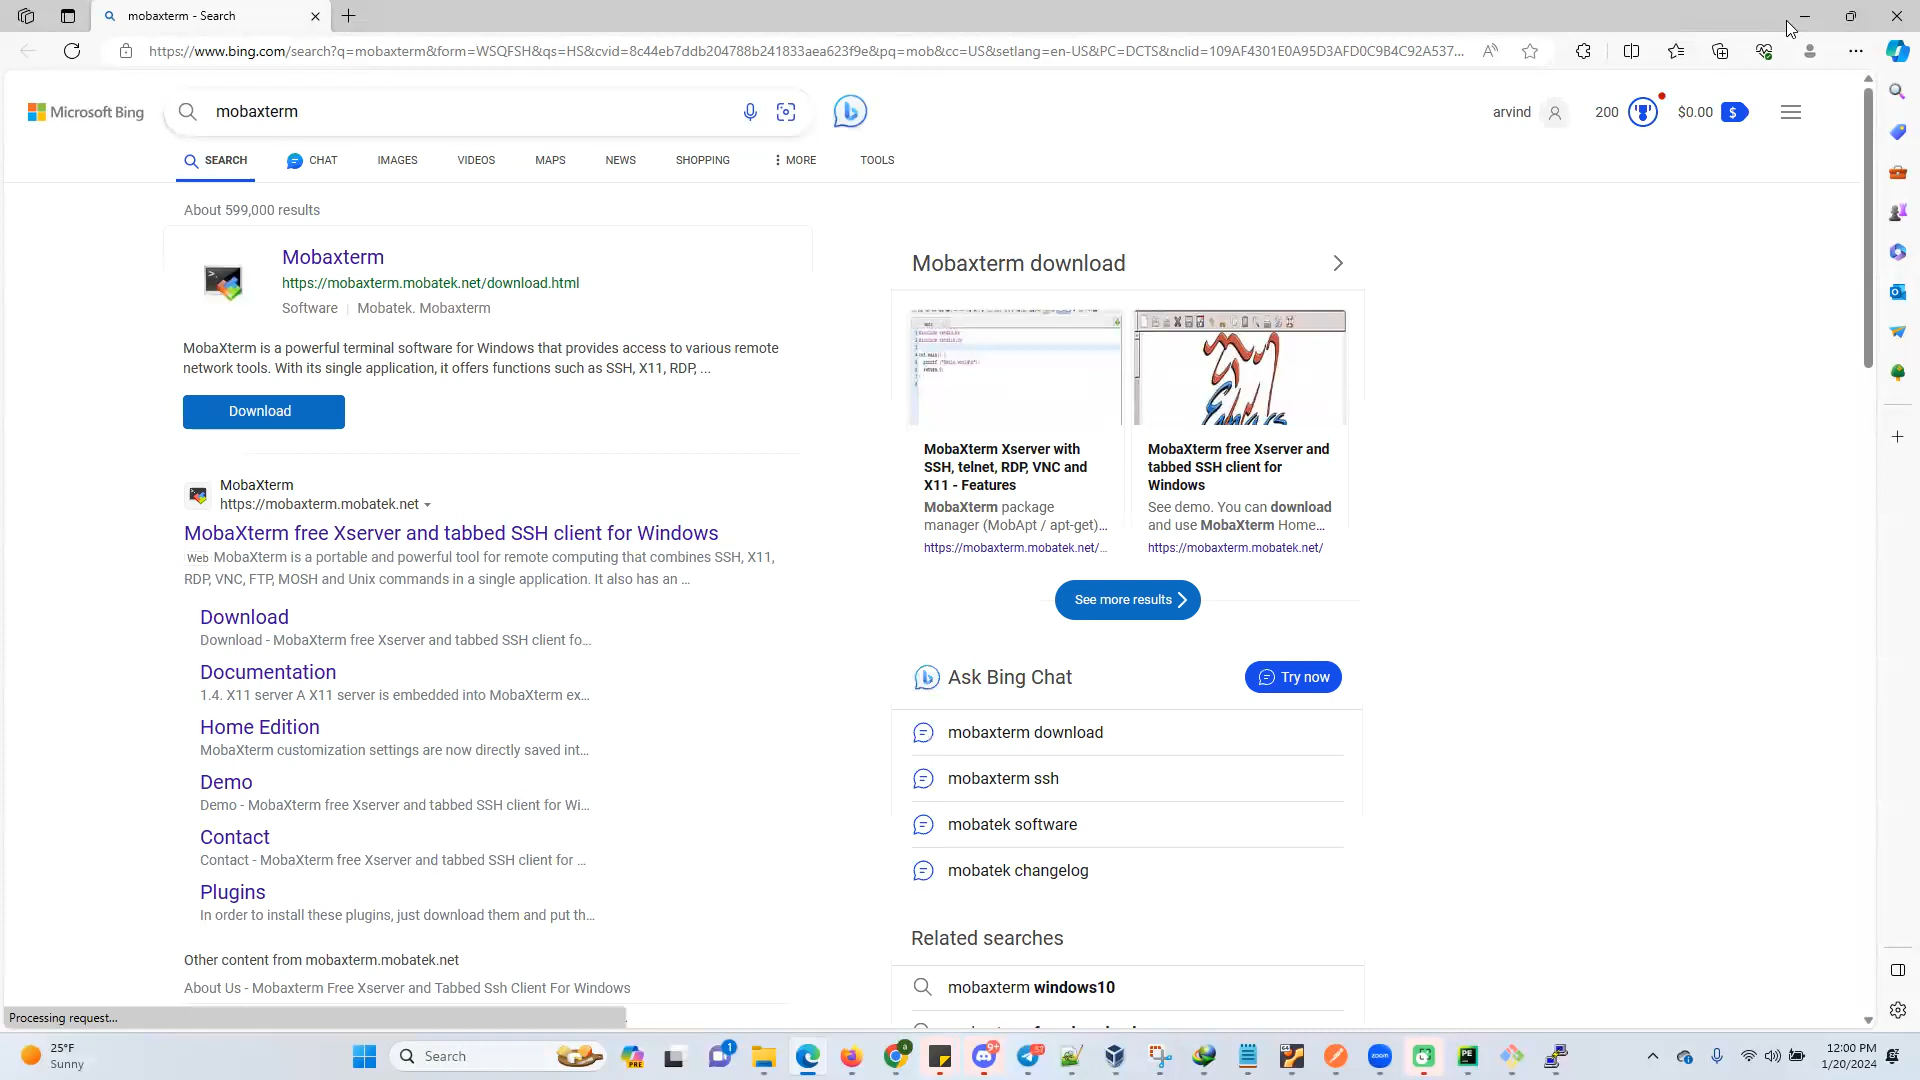 mobaxterm - Search
https://www.bing.com/search?q=mobaxterm&form=WSQFSH&qs=HS&cvid=8c44eb7ddb204788b241833aea623f9e&pq=mob&cc=US&setlang=en-US&PC=DCTS&nclid=109AF4301E0A95D3AFD0C9B4C92A537...
Microsoft Bing
mobaxterm
arvind
200
$0.00
SEARCH
CHAT
IMAGES
VIDEOS
MAPS
NEWS
SHOPPING
MORE
TOOLS
About 599,000 results
Mobaxterm
https://mobaxterm.mobatek.net/download.html
Software | Mobatek. Mobaxterm
MobaXterm is a powerful terminal software for Windows that provides access to various remote
network tools. With its single application, it offers functions such as SSH, X11, RDP, ...
Download
MobaXterm
https://mobaxterm.mobatek.net
MobaXterm free Xserver and tabbed SSH client for Windows
Web MobaXterm is a portable and powerful tool for remote computing that combines SSH, X11,
RDP, VNC, FTP, MOSH and Unix commands in a single application. It also has an ...
Download
Download - MobaXterm free Xserver and tabbed SSH client fo...
Documentation
1.4. X11 server A X11 server is embedded into MobaXterm ex...
Home Edition
MobaXterm customization settings are now directly saved int...
Demo
Demo - MobaXterm free Xserver and tabbed SSH client for Wi...
Contact
Contact - MobaXterm free Xserver and tabbed SSH client for ...
Plugins
In order to install these plugins, just download them and put th...
Other content from mobaxterm.mobatek.net
About Us - Mobaxterm Free Xserver and Tabbed Ssh Client For Windows
Mobaxterm download
MobaXterm Xserver with
SSH, telnet, RDP, VNC and
X11 - Features
MobaXterm package
manager (MobApt / apt-get)...
https://mobaxterm.mobatek.net/...
MobaXterm free Xserver and
tabbed SSH client for
Windows
See demo. You can download
and use MobaXterm Home...
https://mobaxterm.mobatek.net/
See more results
Ask Bing Chat
Try now
mobaxterm download
mobaxterm ssh
mobatek software
mobatek changelog
Related searches
mobaxterm windows10
Processing request...
25°F
Sunny
Search
12:00 PM
1/20/2024